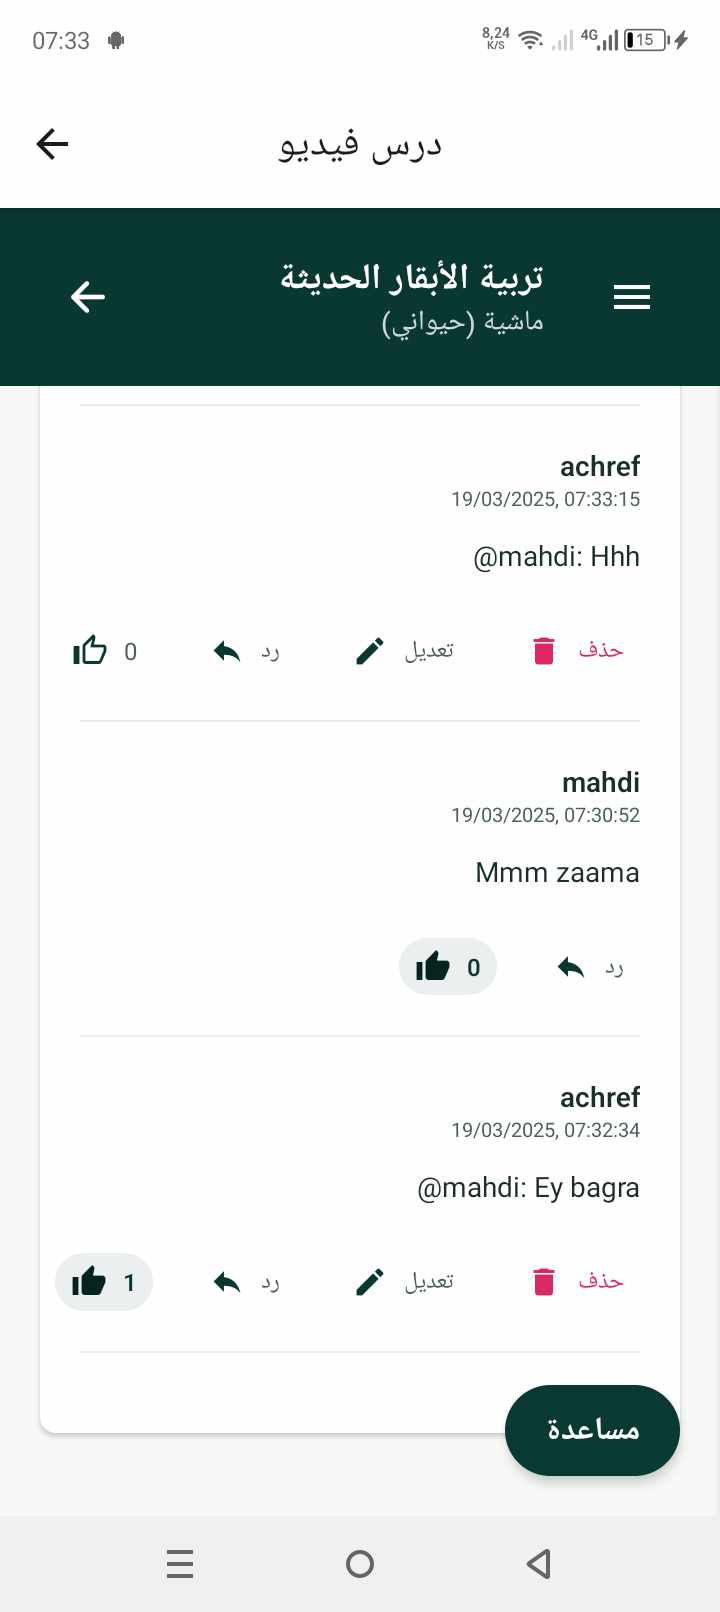 07:33
8,24
K/S
4G
15
درس فيديو
تربية الأبقار الحديثة
ماشية (حيواني)
achref
19/03/2025, 07:33:15
@mahdi: Hhh
حذف تعديل رد 0
mahdi
19/03/2025, 07:30:52
Mmm zaama
رد 0
achref
19/03/2025, 07:32:34
@mahdi: Ey bagra
حذف تعديل رد 1
مساعدة